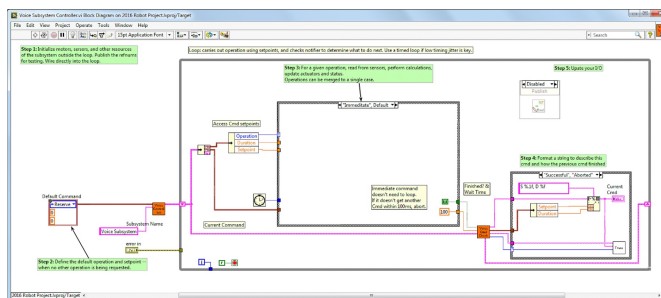 Voice Subsystem Controller.vi Block Diagram on 2016 Robot Project.lvproj/Target
File Edit View Project Operate Tools Window Help
15pt Application Font
Search
Step 1: Initializes motors, sensors, and other resources
of the subsystem outside the loop. Publish the refnums
for testing. Wire directly into the loop.
Loops carries out operation using setpoints, and checks notifier to determine what to do next. Use a timed loop if low timing jitter is key.
Step 3: For a given operation, read from sensors, perform calculations,
update actuators and status.
Operations can be merged to a single case.
Step 5: Upate your I/O
Disabled
Publish
"Immediate", Default
Access Cmd setpoints
Operation
Duration
Setpoint
Step 4: Format a string to describe this
cmd and how the previous cmd finished
"Successful", "Aborted"
Default Command
Reserve
0
0
Immediate command
doesn't need to loop.
If it doesn't get another
Cmd within 100ms, abort.
Finished? &
Wait Time
100
S %.1f, D %f
Current
Cmd
Setpoint
Duration
Subsystem Name
Voice Subsystem
Current Command
error in
Step 2: Define the default operation and setpoint --
when no other operation is being requested.
i
2016 Robot Project.lvproj/Target